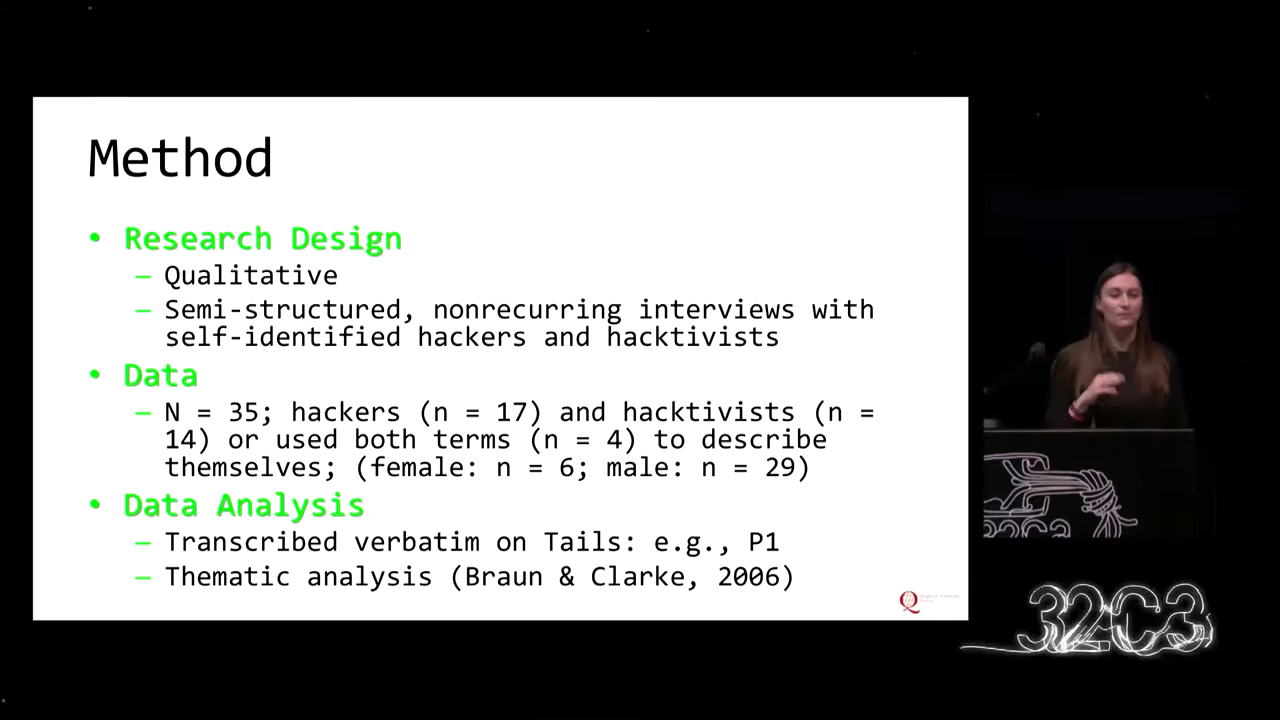 Method
• Research Design
– Qualitative
– Semi-structured, nonrecurring interviews with
self-identified hackers and hacktivists
• Data
– N = 35; hackers (n = 17) and hacktivists (n =
14) or used both terms (n = 4) to describe
themselves; (female: n = 6; male: n = 29)
• Data Analysis
– Transcribed verbatim on Tails: e.g., P1
– Thematic analysis (Braun & Clarke, 2006)
32C3
32C3